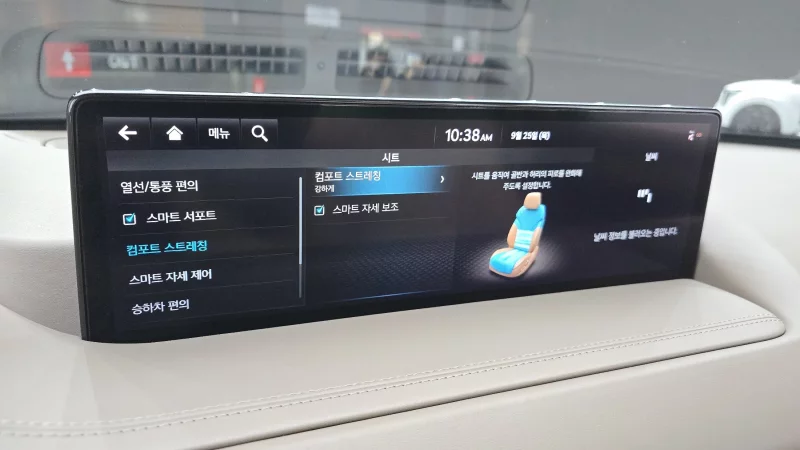 메뉴
10:38 AM
9월 25일 (목)
시트
날씨
열선/통풍 편의
스마트 서포트
컴포트 스트레칭
스마트 자세 제어
승하차 편의
컴포트 스트레칭
강하게
스마트 자세 보조
시트를 움직여 골반과 허리의 피로를 완화해
주도록 설정합니다.
날씨 정보를 불러오는 중입니다.